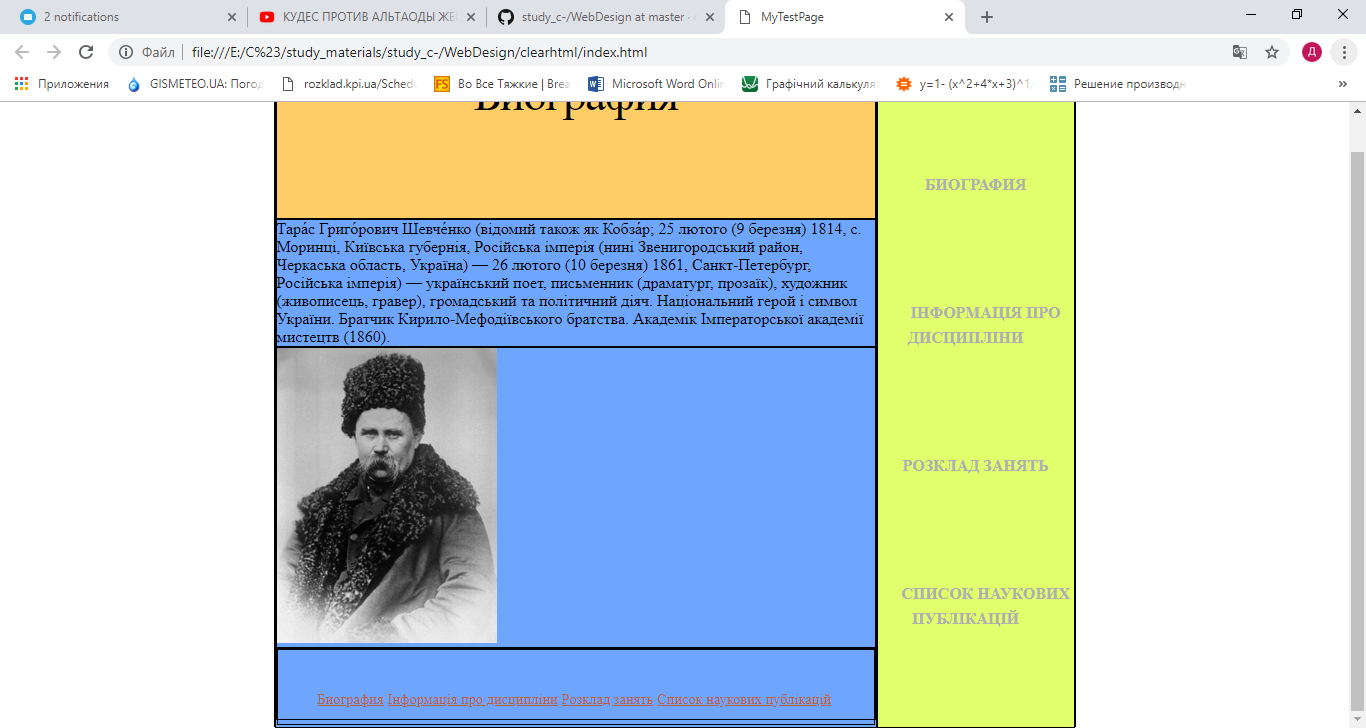 2 notifications
КУДЕС ПРОТИВ АЛЬТАОДЫ ЖЕ
study_c-/WebDesign at master ·
MyTestPage
Файл
file:///E:/C%23/study_materials/study_c-/WebDesign/clearhtml/index.html
Д
Приложения
GISMETEO.UA: Погод
rozklad.kpi.ua/Sched
FS
Во Все Тяжкие | Brea
Microsoft Word Onlin
Графічний калькуля
y=1- (x^2+4*x+3)^1
Решение производн
»
Биография
Тара́с Григо́рович Шевче́нко (відомий також як Кобза́р; 25 лютого (9 березня) 1814, с.
Моринці, Київська губернія, Російська імперія (нині Звенигородський район,
Черкаська область, Україна) — 26 лютого (10 березня) 1861, Санкт-Петербург,
Російська імперія) — український поет, письменник (драматург, прозаїк), художник
(живописець, гравер), громадський та політичний діяч. Національний герой і символ
України. Братчик Кирило-Мефодіївського братства. Академік Імператорської академії
мистецтв (1860).
Биография Інформація про дисципліни Розклад занять Список наукових публікацій
БИОГРАФИЯ
ІНФОРМАЦІЯ ПРО
ДИСЦИПЛІНИ
РОЗКЛАД ЗАНЯТЬ
СПИСОК НАУКОВИХ
ПУБЛІКАЦІЙ